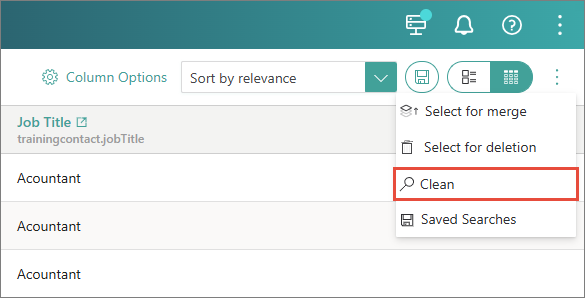 Column Options
Sort by relevance
Job Title
trainingcontact.jobTitle
Select for merge
Select for deletion
Clean
Saved Searches
Acountant
Acountant
Acountant